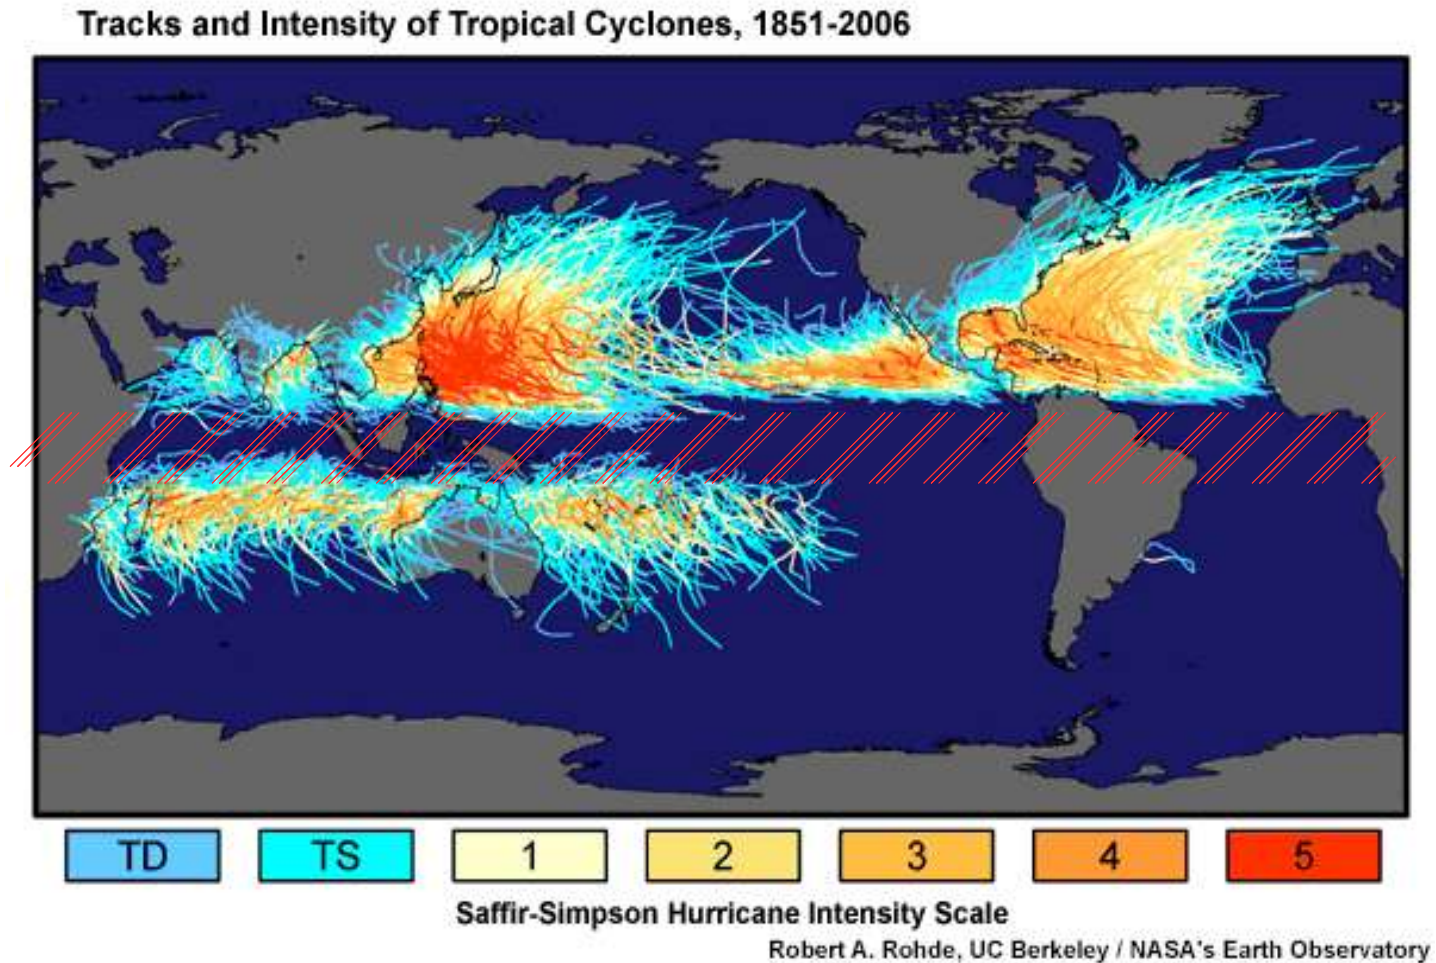 Tracks and Intensity of Tropical Cyclones, 1851-2006
TD TS 1 2 3 4 5
Saffir-Simpson Hurricane Intensity Scale
Robert A. Rohde, UC Berkeley / NASA's Earth Observatory